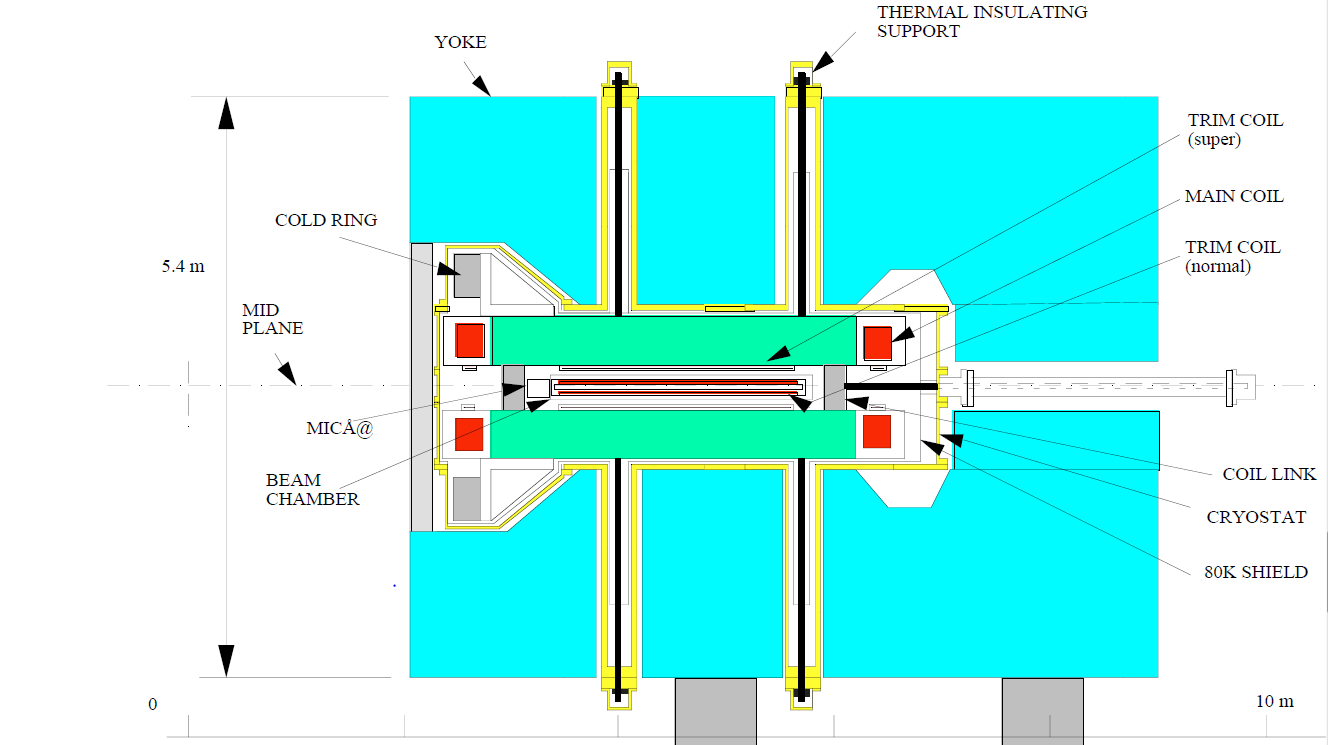 THERMAL INSULATING
SUPPORT
YOKE
TRIM COIL
(super)
MAIN COIL
COLD RING
TRIM COIL
(normal)
5.4 m
MID
PLANE
MICÅ@
BEAM
CHAMBER
COIL LINK
CRYOSTAT
80K SHIELD
0
10 m